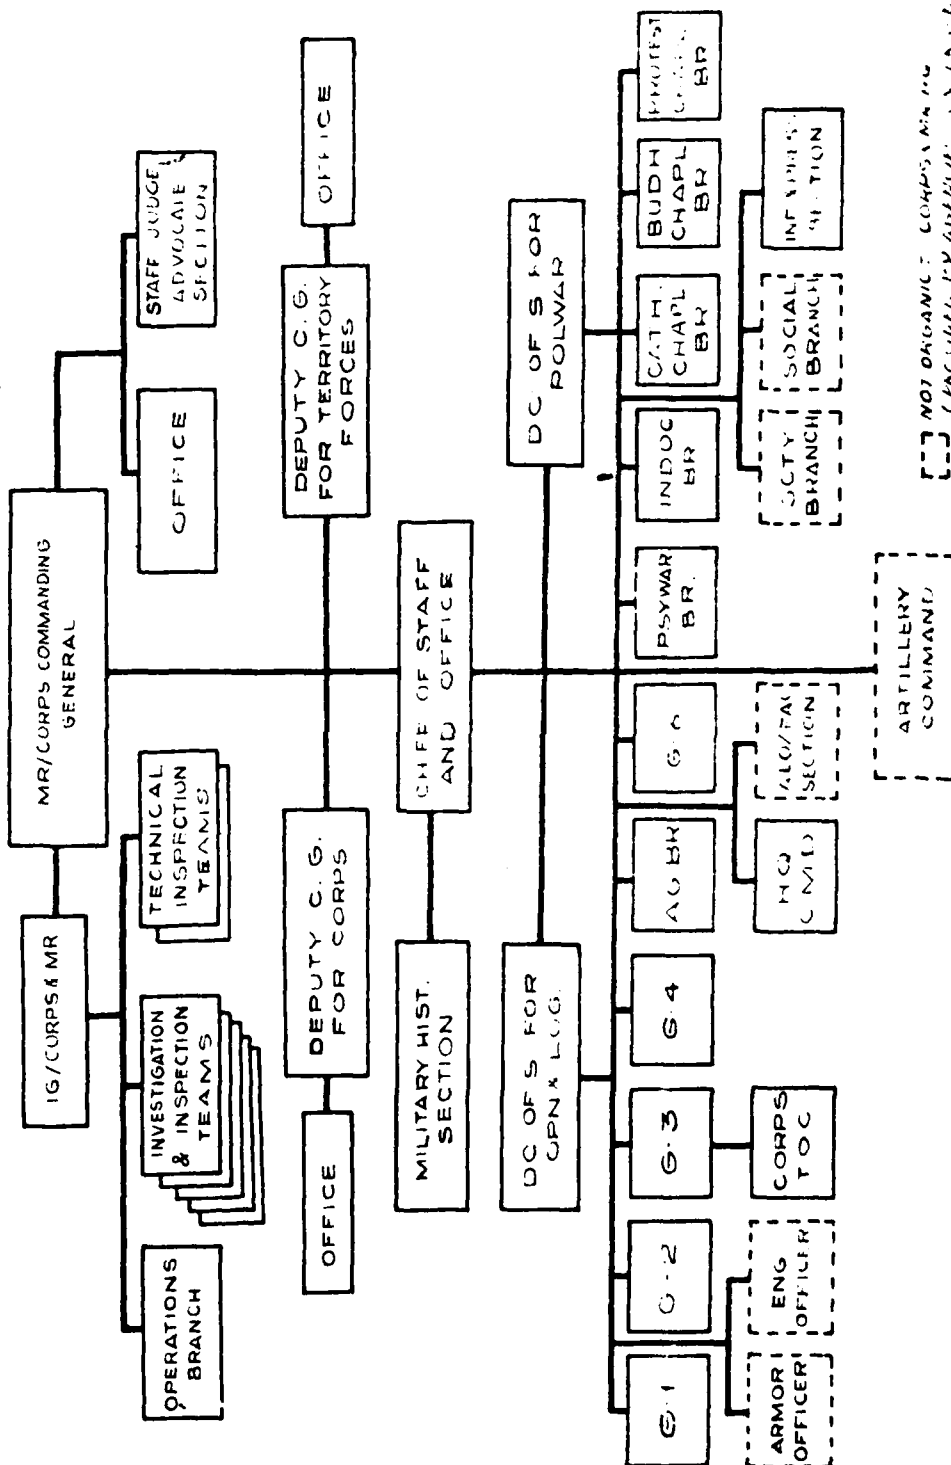 MR/CORPS COMMANDING
GENERAL
IG/CORPS & MR
OPERATIONS
BRANCH
INVESTIGATION
& INSPECTION
TEAMS
TECHNICAL
INSPECTION
TEAMS
OFFICE
STAFF JUDGE
ADVOCATE
SECTION
OFFICE
DEPUTY C. G.
FOR CORPS
DEPUTY C. G.
FOR TERRITORY
FORCES
OFFICE
MILITARY HIST.
SECTION
CHIEF OF STAFF
AND OFFICE
DC OF S FOR
OPN & LOG.
DC OF S FOR
POLWAR
G-1
G-2
G-3
G-4
AG BR
G-6
PSYWAR
BR.
INDOC
BR
CATH.
CHAPL
BR
BUDH
CHAPL
BR
PROTEST
BR
ARMOR
OFFICER
ENG
OFFICER
CORPS
TOC
HQ
CMD
ALO/FAC
SECTION
SCTY
BRANCH
SOCIAL
BRANCH
ARTILLERY
COMMAND
NOT ORGANIC